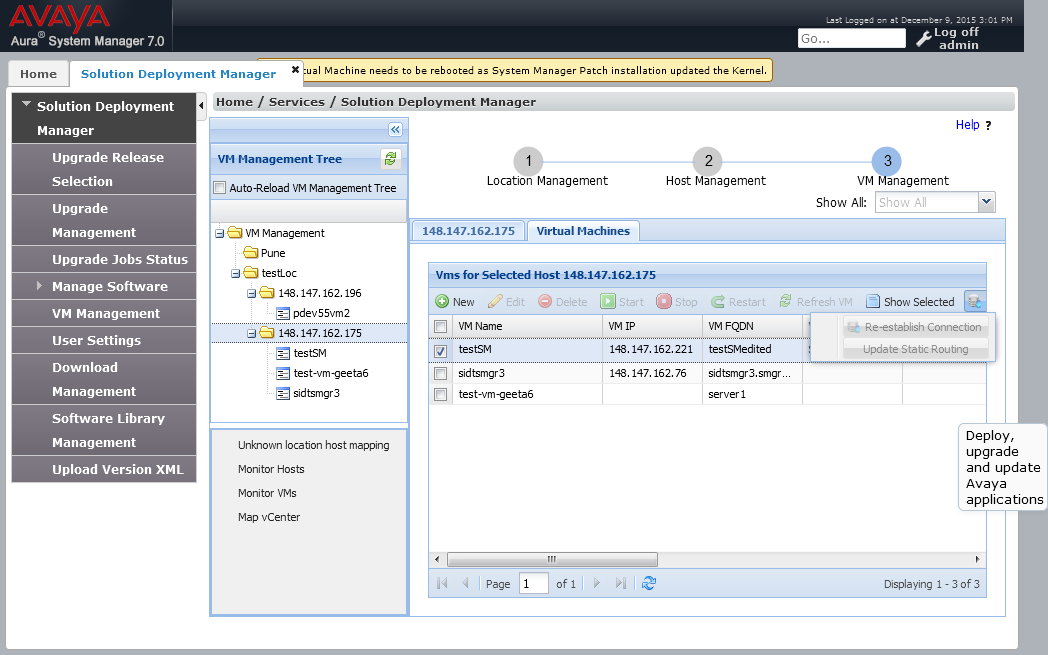 AVAYA
Aura® System Manager 7.0
Last Logged on at December 9, 2015 3:01 PM
Go...
Log off
admin
Home
Solution Deployment Manager
Machine needs to be rebooted as System Manager Patch installation updated the Kernel.
Solution Deployment
Manager
Upgrade Release
Selection
Upgrade
Management
Upgrade Jobs Status
Manage Software
VM Management
User Settings
Download
Management
Software Library
Management
Upload Version XML
Home / Services / Solution Deployment Manager
Help ?
VM Management Tree
Auto-Reload VM Management Tree
VM Management
Pune
testLoc
148.147.162.196
pdev55vm2
148.147.162.175
testSM
test-vm-geeta6
sidtsmgr3
Unknown location host mapping
Monitor Hosts
Monitor VMs
Map vCenter
1 2 3
Location Management Host Management VM Management
Show All: Show All
148.147.162.175 Virtual Machines
Vms for Selected Host 148.147.162.175
New Edit Delete Start Stop Restart Refresh VM Show Selected
VM Name VM IP VM FQDN
Re-establish Connection
Update Static Routing
testSM 148.147.162.221 testSMedited
sidtsmgr3 148.147.162.76 sidtsmgr3.smgr...
test-vm-geeta6 server1
Deploy,
upgrade
and update
Avaya
applications
Page 1 of 1 Displaying 1 - 3 of 3